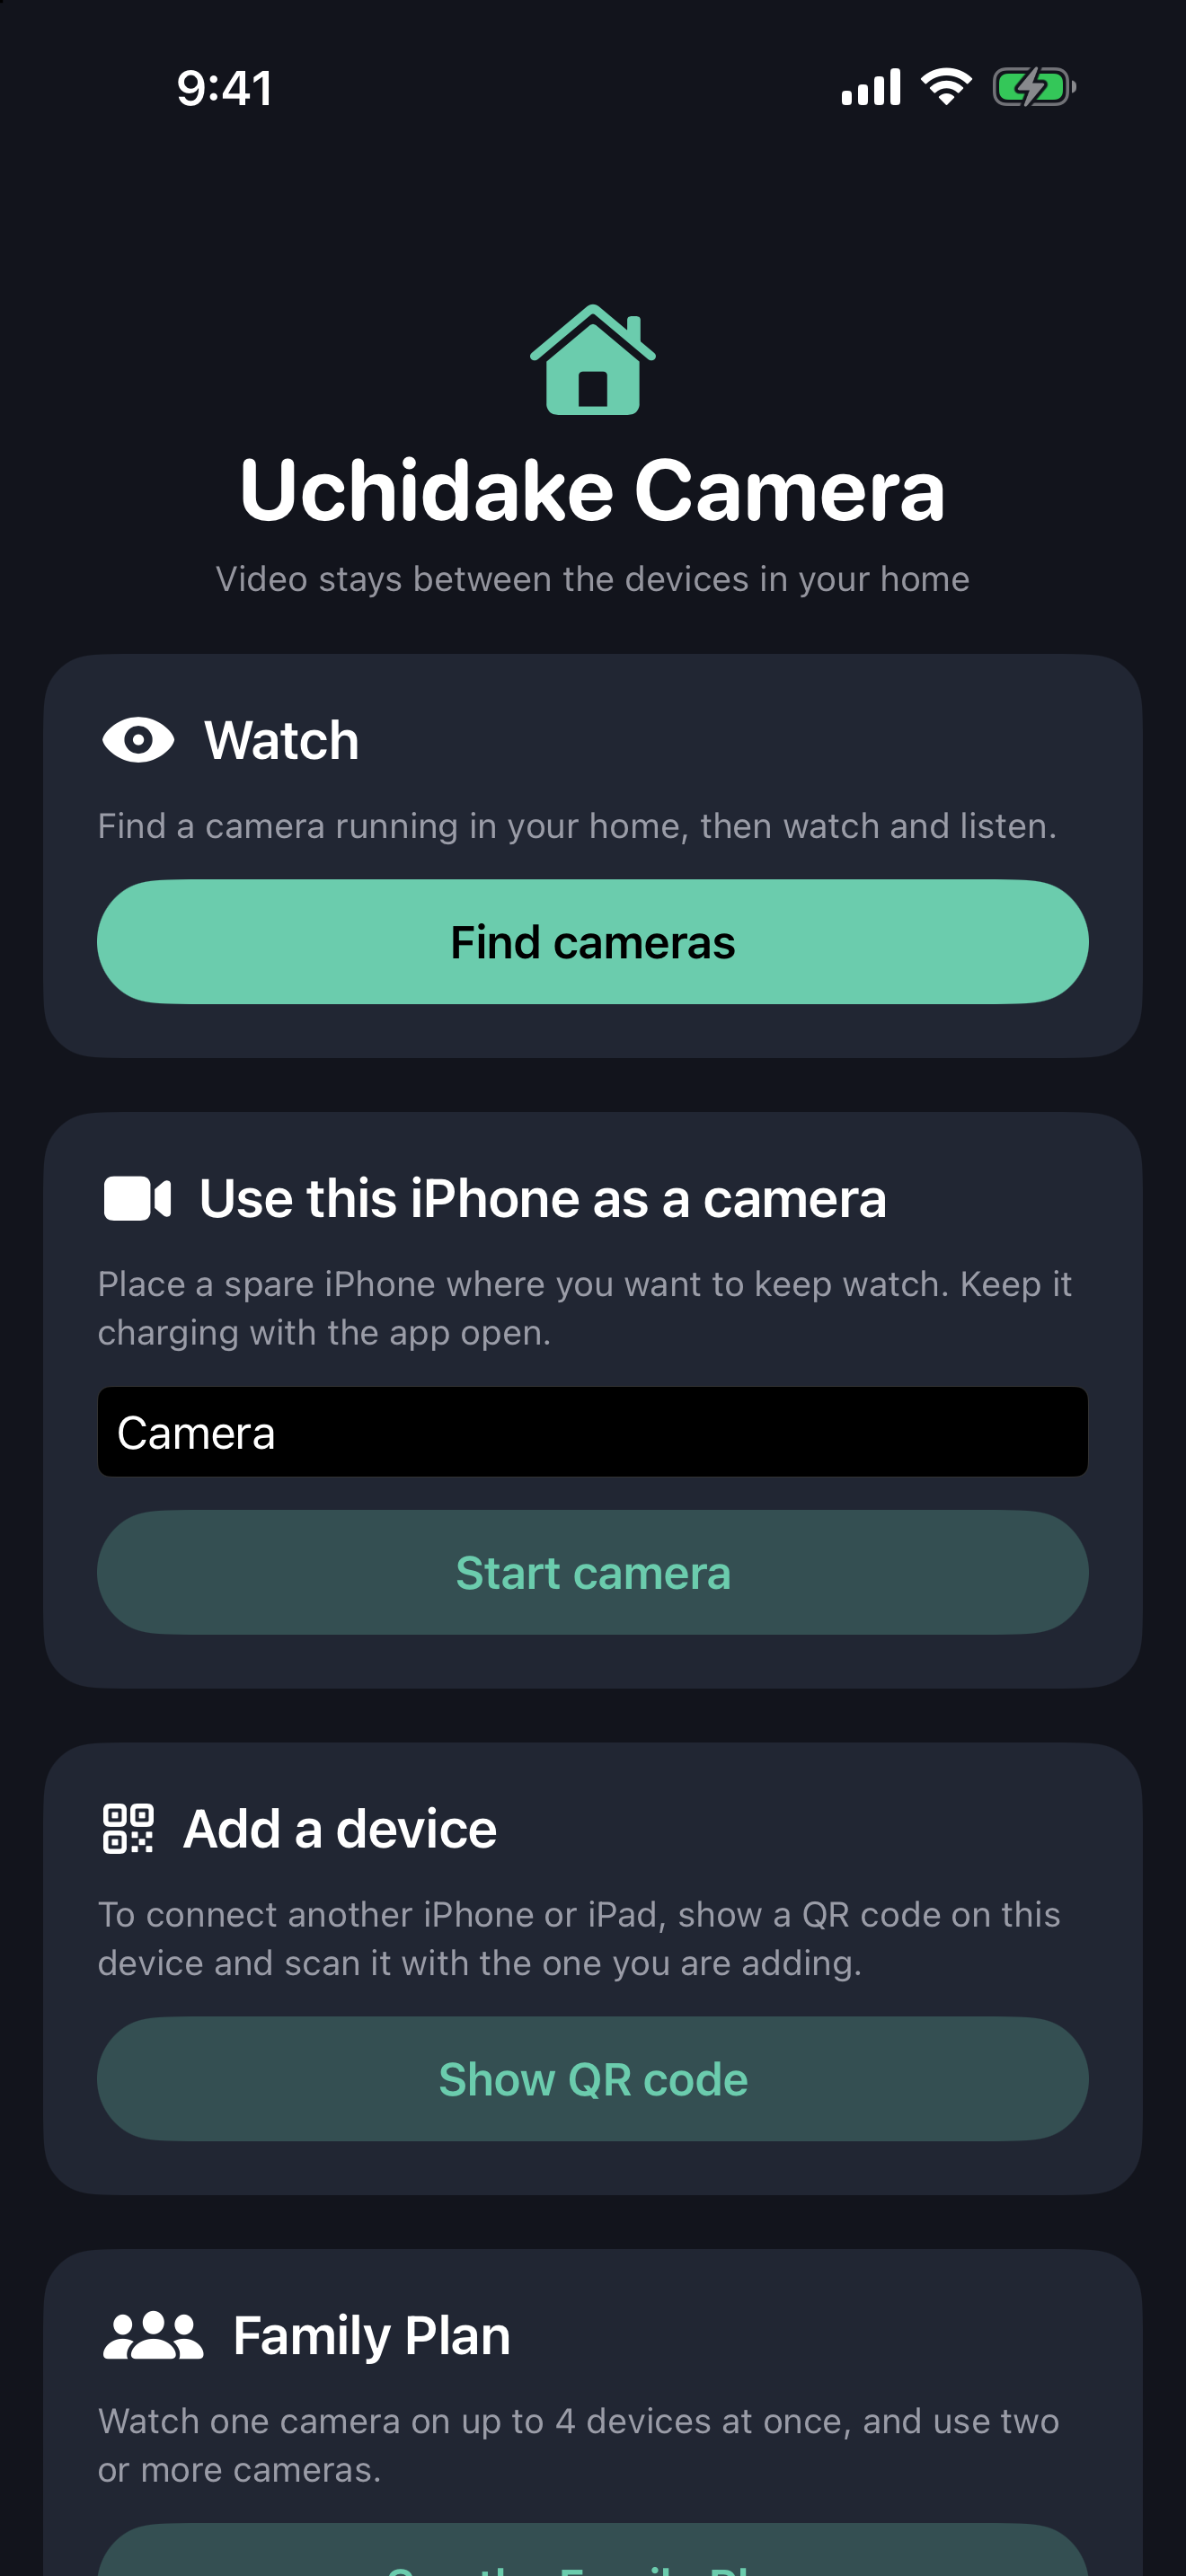 9:41
Uchidake Camera
Video stays between the devices in your home
Watch
Find a camera running in your home, then watch and listen.
Find cameras
Use this iPhone as a camera
Place a spare iPhone where you want to keep watch. Keep it
charging with the app open.
Camera
Start camera
Add a device
To connect another iPhone or iPad, show a QR code on this
device and scan it with the one you are adding.
Show QR code
Family Plan
Watch one camera on up to 4 devices at once, and use two
or more cameras.